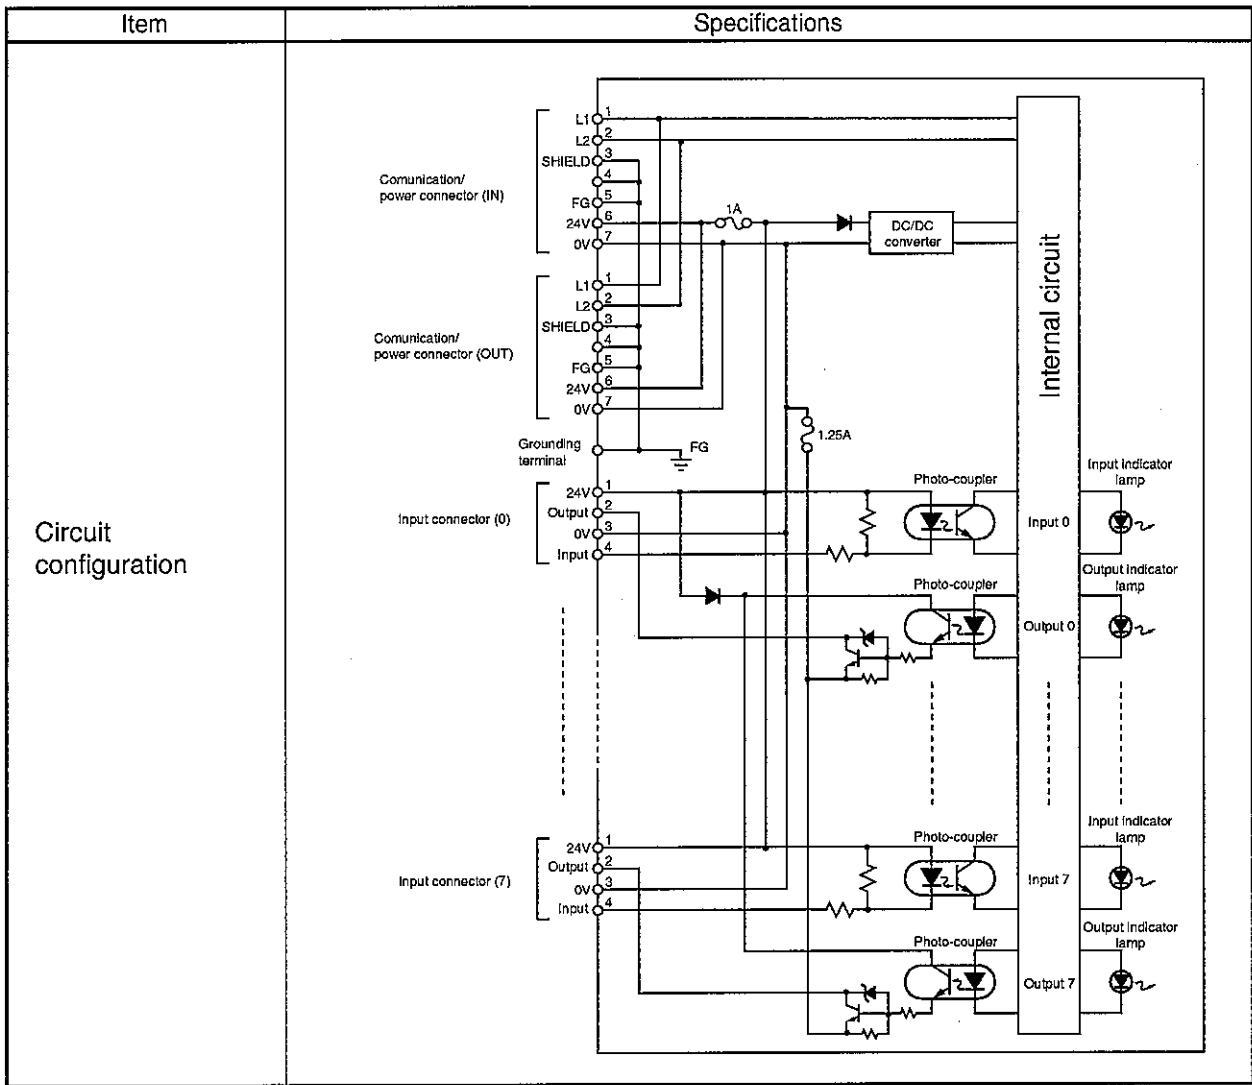 Item
Specifications
Circuit
configuration
Comunication/
power connector (IN)
L1 1
L2 2
SHIELD 3
4
FG 5
24V 6
0V 7
1A
DC/DC
converter
Internal circuit
Comunication/
power connector (OUT)
L1 1
L2 2
SHIELD 3
4
FG 5
24V 6
0V 7
1.25A
Grounding
terminal
FG
Input connector (0)
24V 1
Output 2
0V 3
Input 4
Photo-coupler
Input 0
Input indicator
lamp
Photo-coupler
Output 0
Output indicator
lamp
Input connector (7)
24V 1
Output 2
0V 3
Input 4
Photo-coupler
Input 7
Input indicator
lamp
Photo-coupler
Output 7
Output indicator
lamp